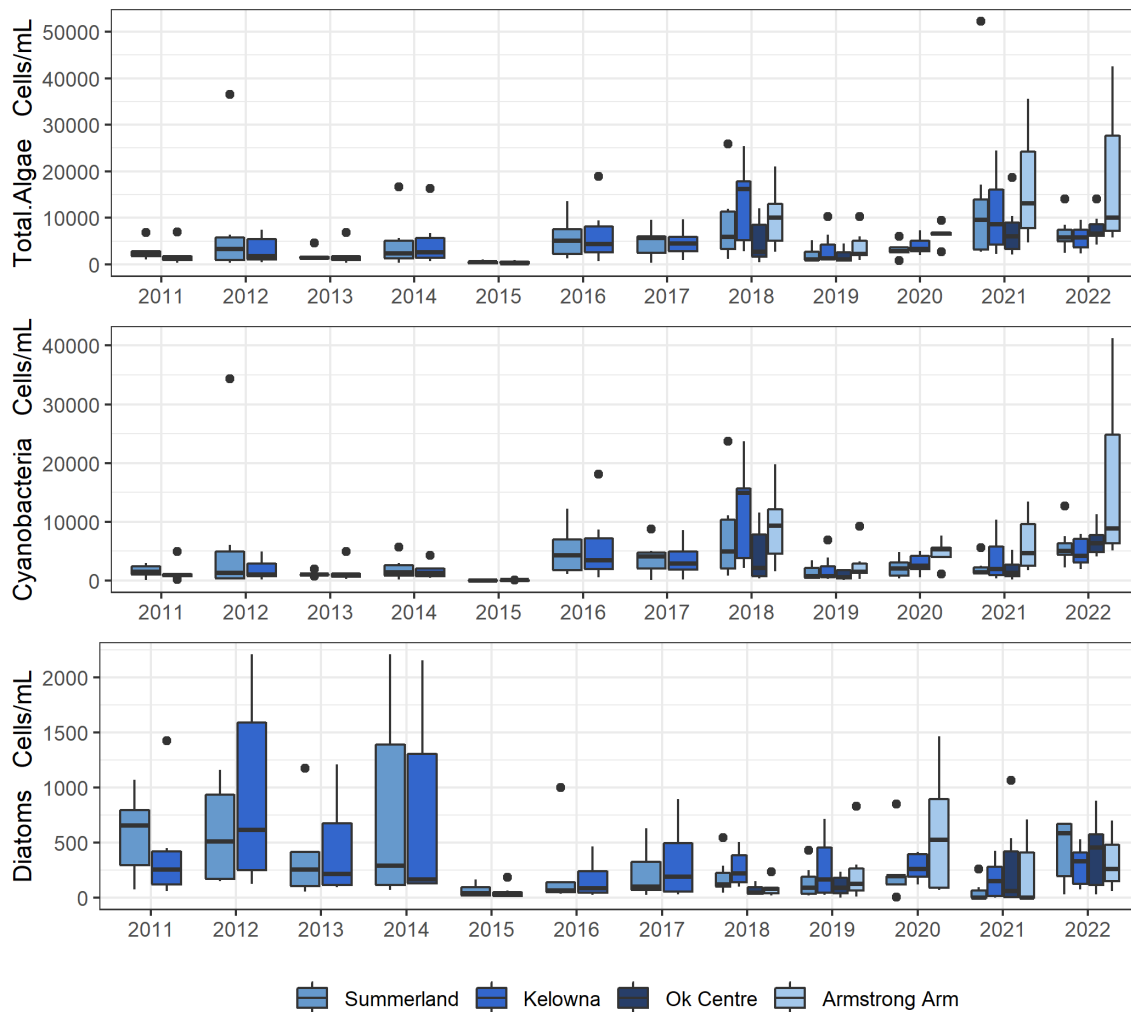 Total.Algae Cells/mL
50000
40000
30000
20000
10000
0
2011 2012 2013 2014 2015 2016 2017 2018 2019 2020 2021 2022
Cyanobacteria Cells/mL
40000
30000
20000
10000
0
2011 2012 2013 2014 2015 2016 2017 2018 2019 2020 2021 2022
Diatoms Cells/mL
2000
1500
1000
500
0
2011 2012 2013 2014 2015 2016 2017 2018 2019 2020 2021 2022
Summerland Kelowna Ok Centre Armstrong Arm